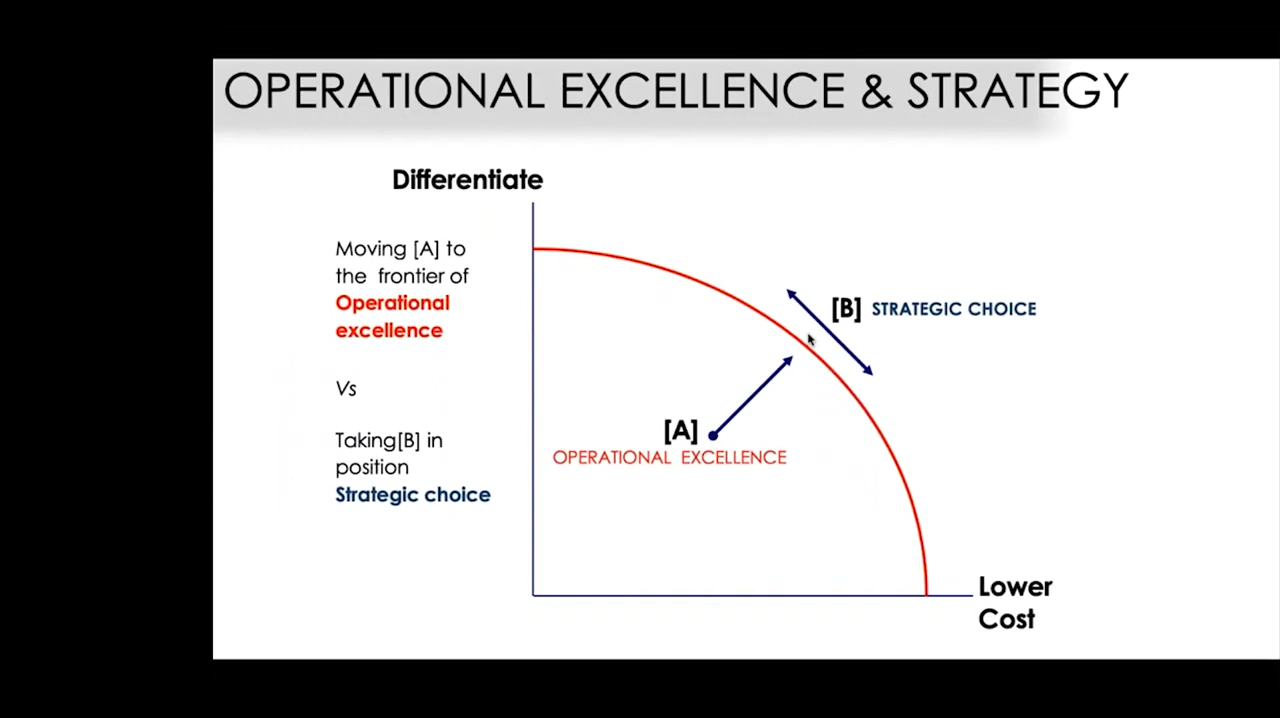 OPERATIONAL EXCELLENCE & STRATEGY
Differentiate
Moving [A] to
the frontier of
Operational
excellence
Vs
Taking[B] in
position
Strategic choice
[B] STRATEGIC CHOICE
[A]
OPERATIONAL EXCELLENCE
Lower
Cost